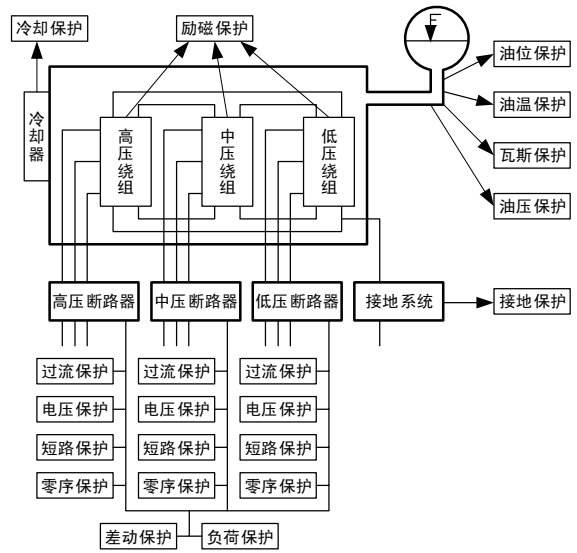 冷却保护
励磁保护
油位保护
油温保护
瓦斯保护
油压保护
冷却器
高压绕组
中压绕组
低压绕组
高压断路器
中压断路器
低压断路器
接地系统
接地保护
过流保护
过流保护
过流保护
电压保护
电压保护
电压保护
短路保护
短路保护
短路保护
零序保护
零序保护
零序保护
差动保护
负荷保护